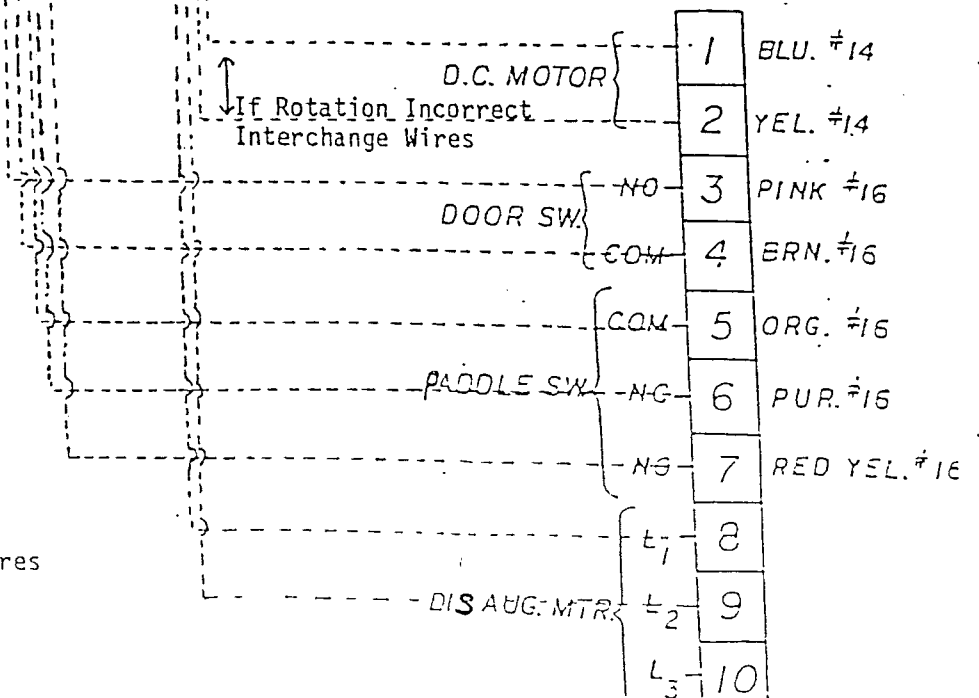 1 BLU. #14
D.C. MOTOR
If Rotation Incorrect
Interchange Wires
2 YEL. #14
NO 3 PINK #16
DOOR SW.
COM 4 BRN. #16
COM 5 ORG. #16
PADDLE SW. NC 6 PUR. #16
NO 7 RED YEL. #16
L1 8
res
DIS AUG. MTR. L2 9
L3 10